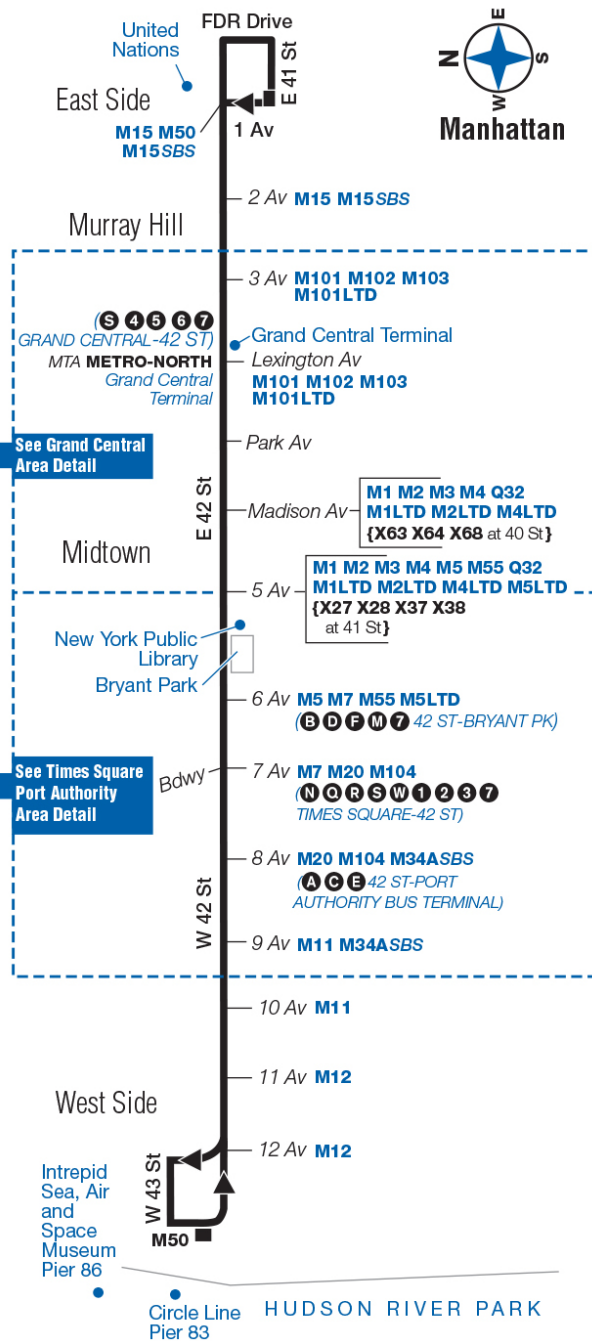 FDR Drive
United
Nations
E 41 St
East Side
M15 M50
M15SBS
1 Av
E
N
S
W
Manhattan
2 Av M15 M15SBS
Murray Hill
3 Av M101 M102 M103
M101LTD
(S 4 5 6 7
GRAND CENTRAL-42 ST)
MTA METRO-NORTH
Grand Central
Terminal
Grand Central Terminal
Lexington Av
M101 M102 M103
M101LTD
See Grand Central
Area Detail
Park Av
E 42 St
Madison Av
M1 M2 M3 M4 Q32
M1LTD M2LTD M4LTD
{X63 X64 X68 at 40 St}
Midtown
5 Av
M1 M2 M3 M4 M5 M55 Q32
M1LTD M2LTD M4LTD M5LTD
{X27 X28 X37 X38
at 41 St}
New York Public
Library
Bryant Park
6 Av M5 M7 M55 M5LTD
(B D F M 7 42 ST-BRYANT PK)
See Times Square
Port Authority
Area Detail
Bdwy
7 Av M7 M20 M104
(N Q R S W 1 2 3 7
TIMES SQUARE-42 ST)
8 Av M20 M104 M34ASBS
(A C E 42 ST-PORT
AUTHORITY BUS TERMINAL)
W 42 St
9 Av M11 M34ASBS
10 Av M11
11 Av M12
West Side
12 Av M12
W 43 St
M50
Intrepid
Sea, Air
and
Space
Museum
Pier 86
Circle Line
Pier 83
HUDSON RIVER PARK